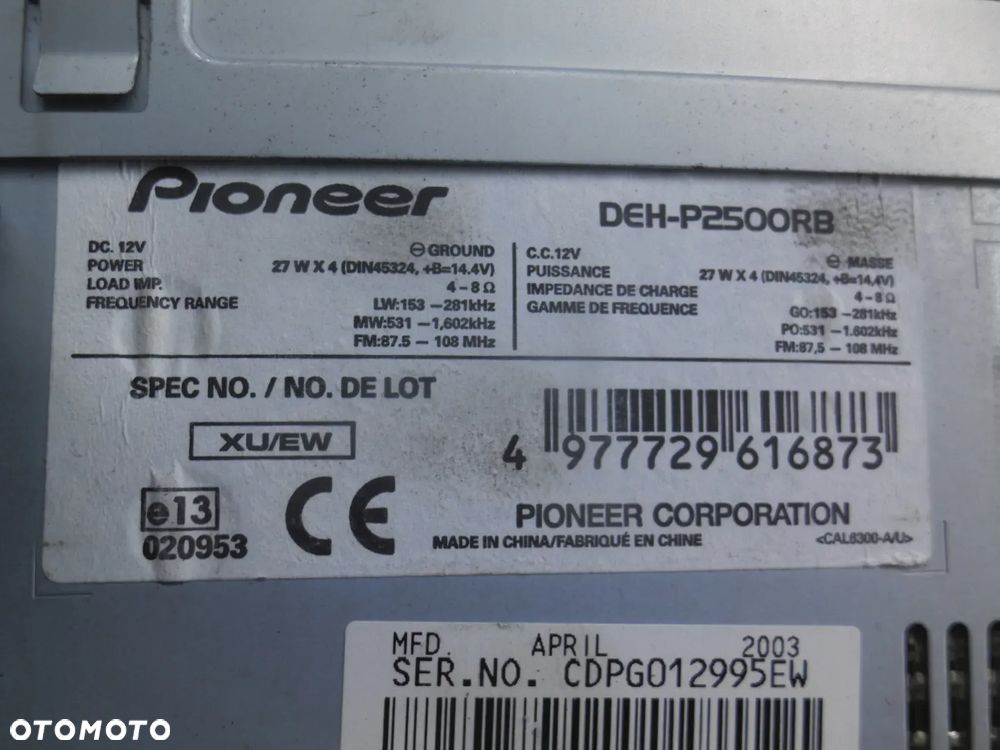 Pioneer
DEH-P2500RB
DC. 12V ⊖ GROUND
POWER 27 W X 4 (DIN45324, +B=14.4V)
LOAD IMP. 4 – 8 Ω
FREQUENCY RANGE LW:153 – 281kHz
MW:531 – 1,602kHz
FM:87.5 – 108 MHz
C.C.12V ⊖ MASSE
PUISSANCE 27 W X 4 (DIN45324, +B=14,4V)
IMPEDANCE DE CHARGE 4 – 8 Ω
GAMME DE FREQUENCE GO:153 – 281kHz
PO:531 – 1.602kHz
FM:87,5 – 108 MHz
SPEC NO. / NO. DE LOT
XU/EW
4 977729 616873
e13
020953
CE
PIONEER CORPORATION
MADE IN CHINA/FABRIQUÉ EN CHINE
<CAL6300-A/U>
MFD. APRIL 2003
SER.NO. CDPG012995EW
OTOMOTO